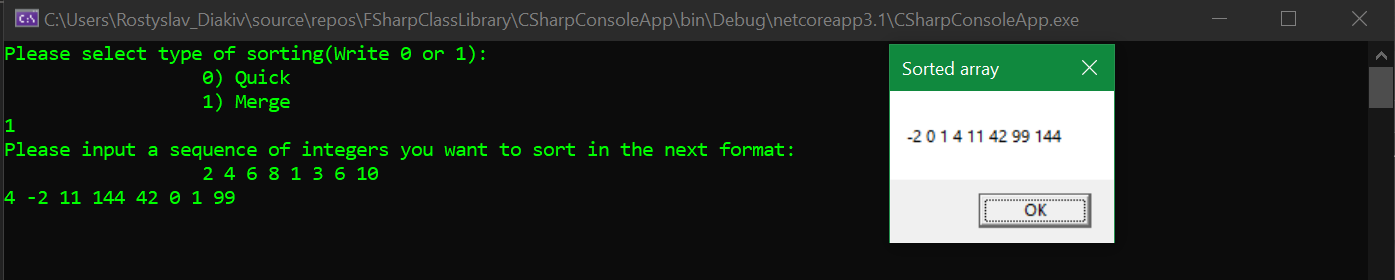 C:\Users\Rostyslav_Diakiv\source\repos\FSharpClassLibrary\CSharpConsoleApp\bin\Debug\netcoreapp3.1\CSharpConsoleApp.exe
Please select type of sorting(Write 0 or 1):
0) Quick
1) Merge
1
Please input a sequence of integers you want to sort in the next format:
2 4 6 8 1 3 6 10
4 -2 11 144 42 0 1 99
Sorted array
-2 0 1 4 11 42 99 144
OK